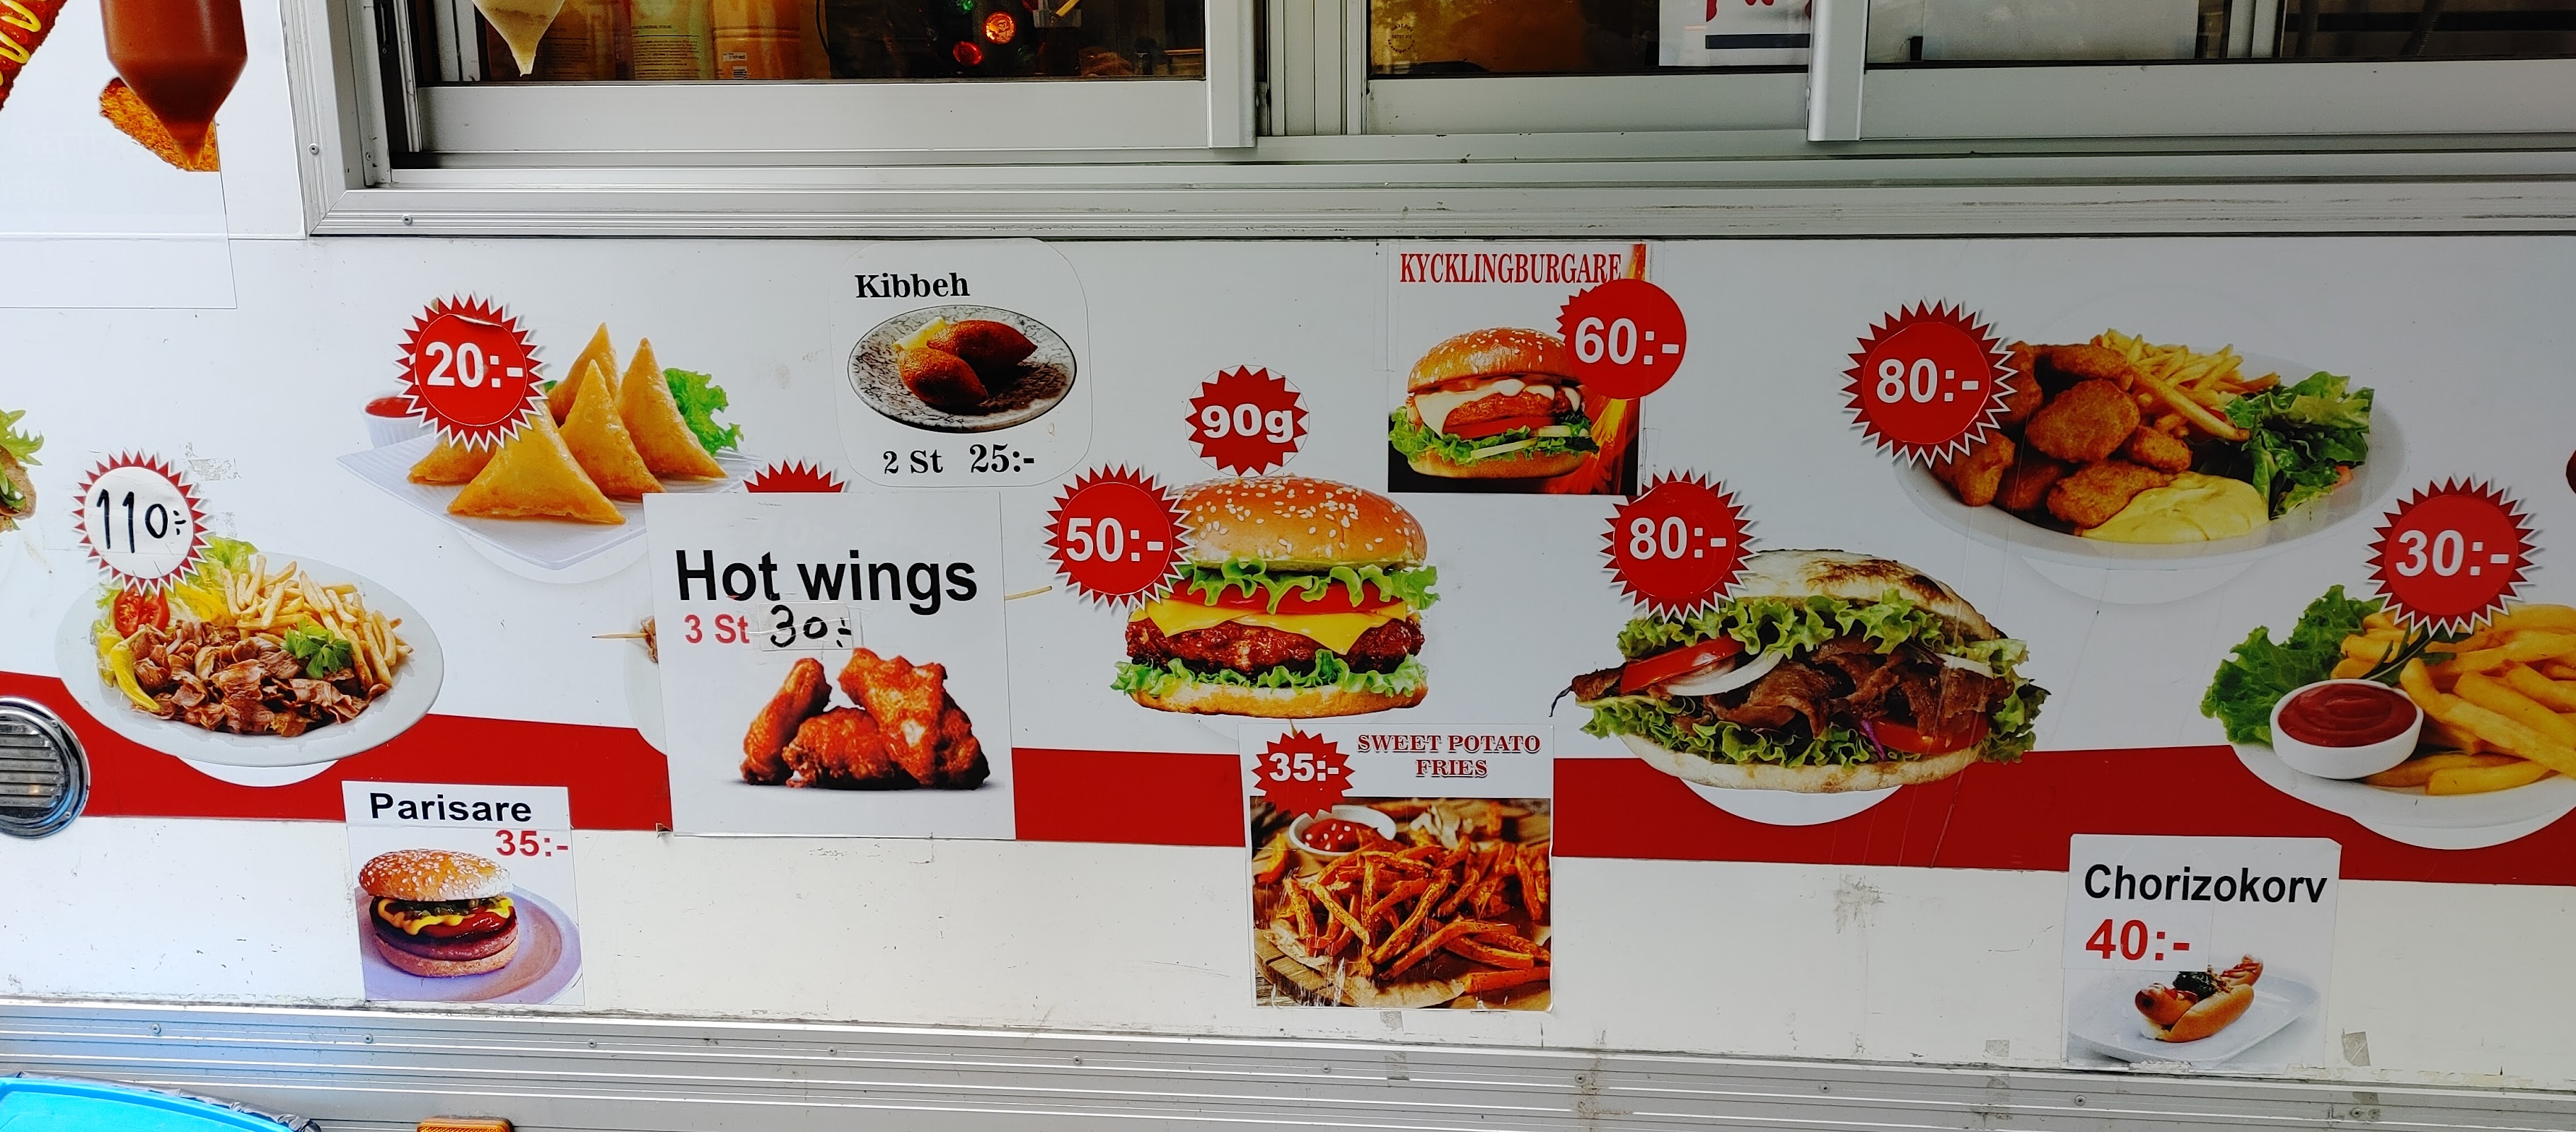 KYCKLINGBURGARE
60:-
Kibbeh
2 St 25:-
20:-
80:-
90g
110:-
50:-
80:-
30:-
Hot wings
3 St 30:-
35:-
SWEET POTATO
FRIES
Parisare
35:-
Chorizokorv
40:-